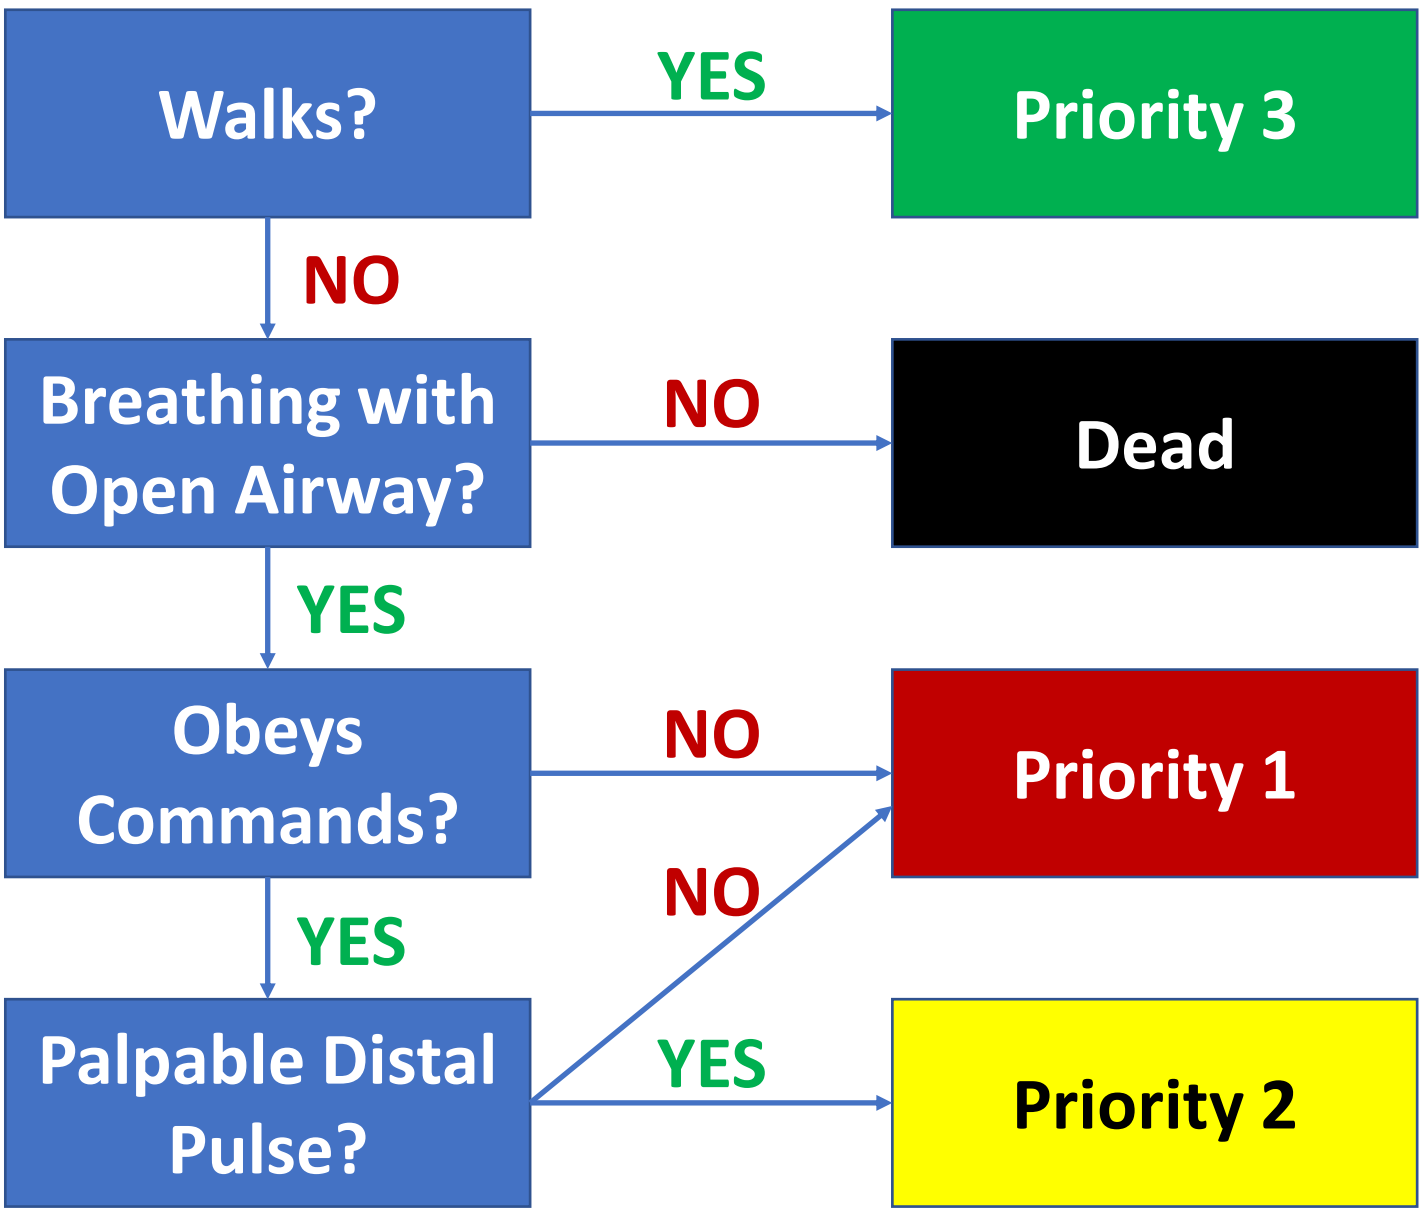 Walks?
YES
Priority 3
NO
Breathing with
Open Airway?
NO
Dead
YES
Obeys
Commands?
NO
Priority 1
NO
YES
Palpable Distal
Pulse?
YES
Priority 2